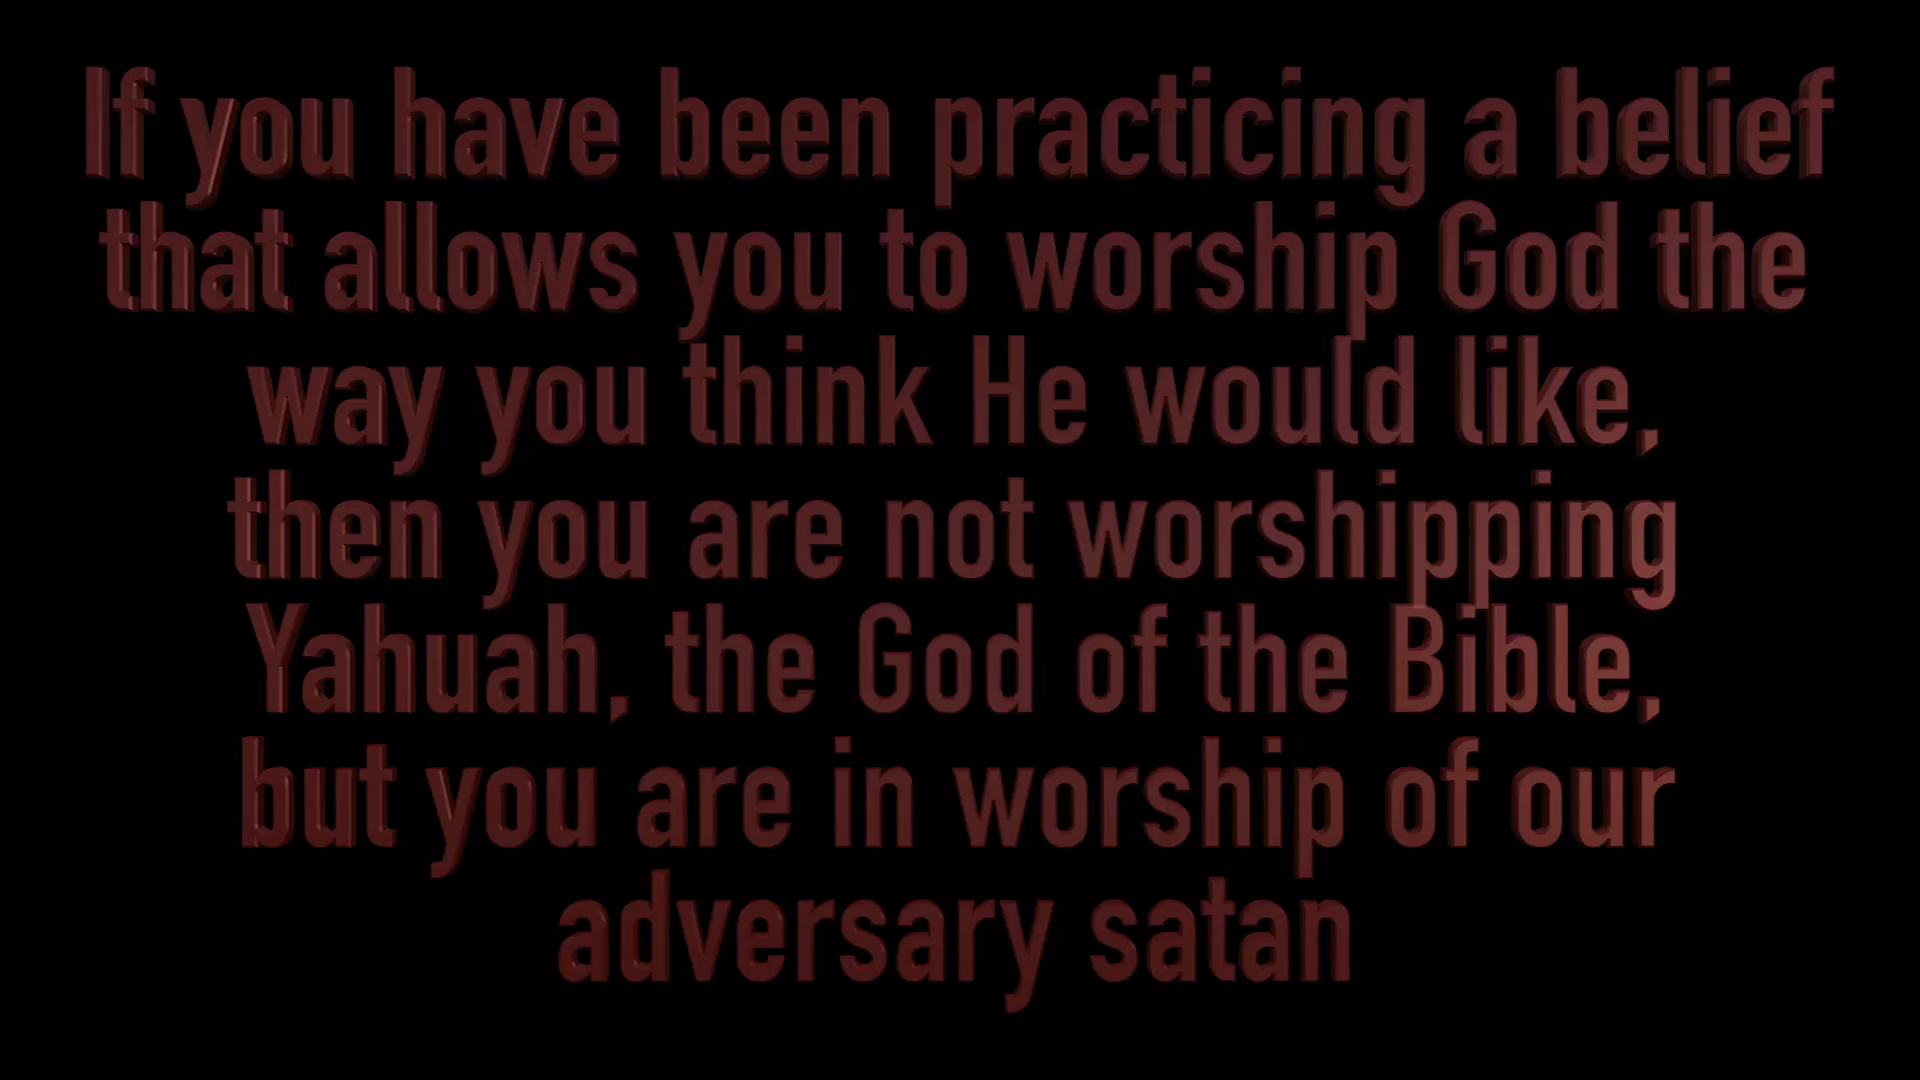 If you have been practicing a belief
that allows you to worship God the
way you think He would like,
then you are not worshipping
Yahuah, the God of the Bible,
but you are in worship of our
adversary satan